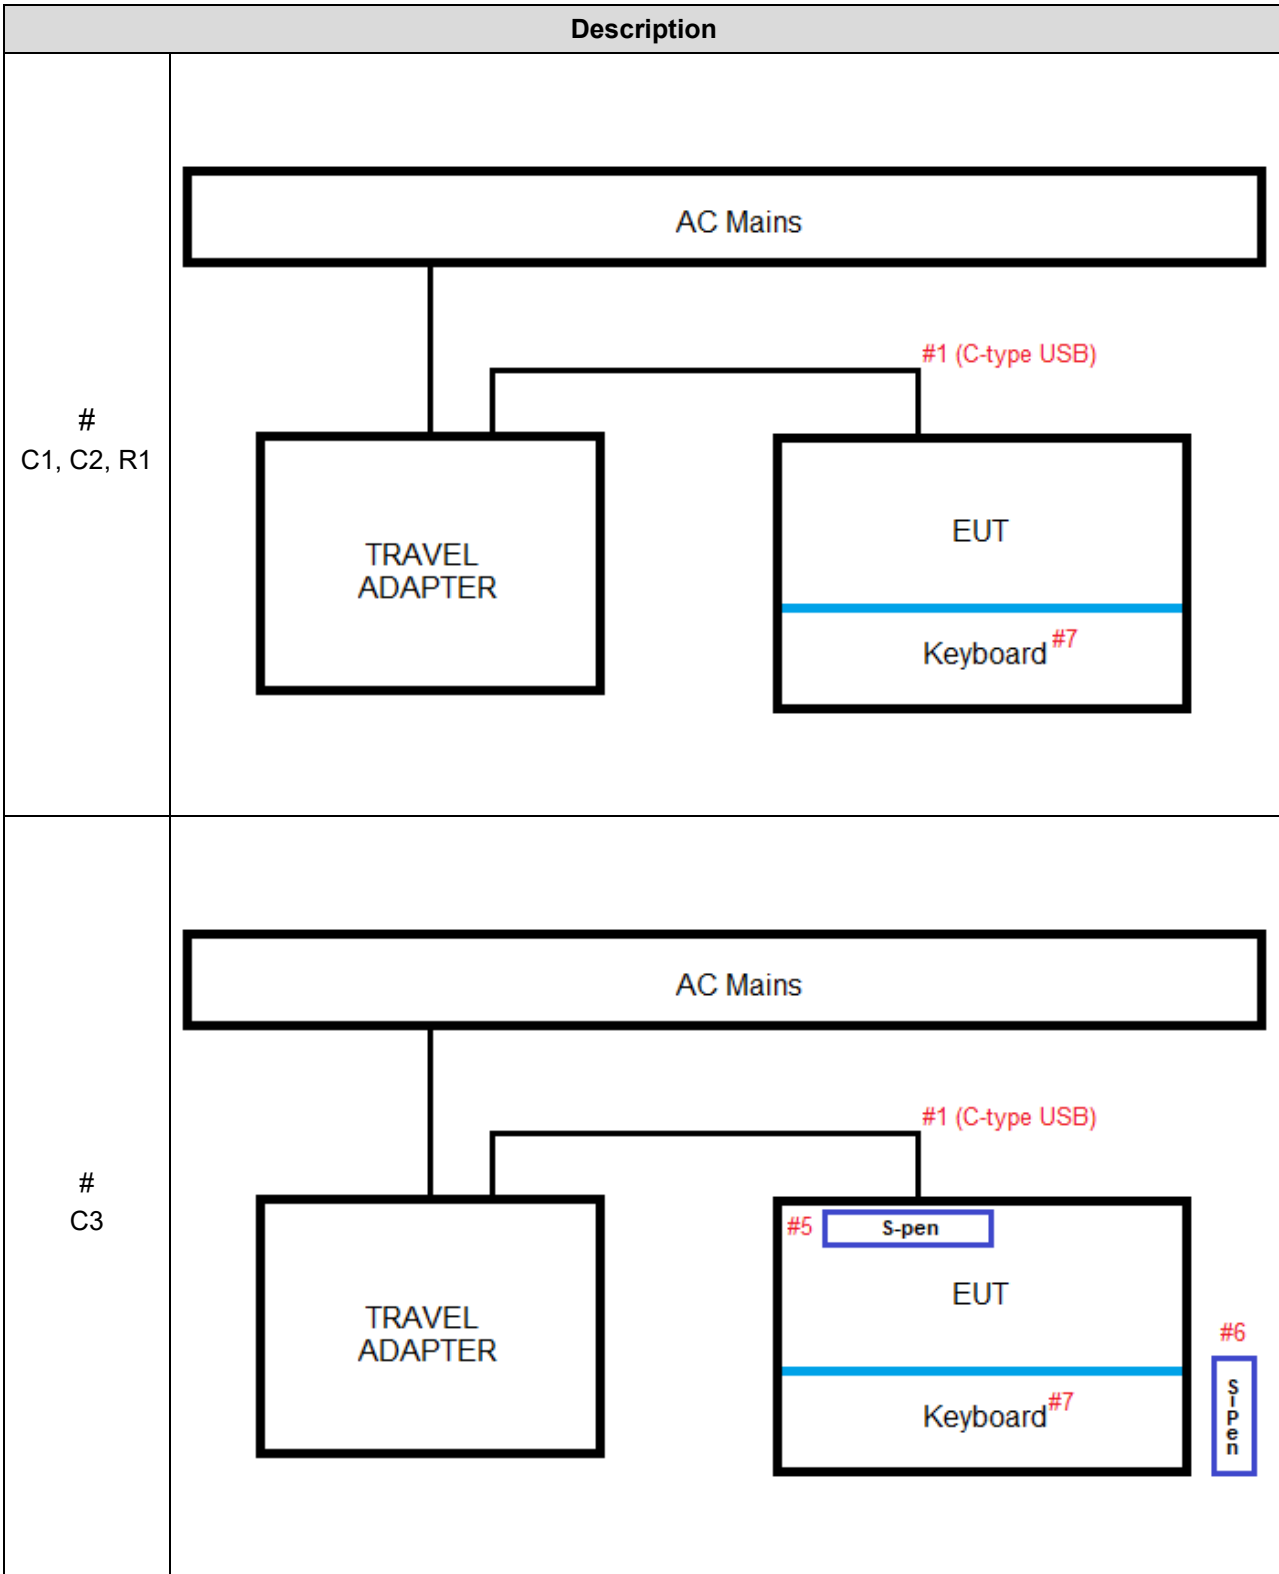 Description
#
C1, C2, R1
AC Mains
#1 (C-type USB)
TRAVEL
ADAPTER
EUT
Keyboard #7
#
C3
AC Mains
#1 (C-type USB)
TRAVEL
ADAPTER
#5 S-pen
EUT
Keyboard #7
#6
S-Pen